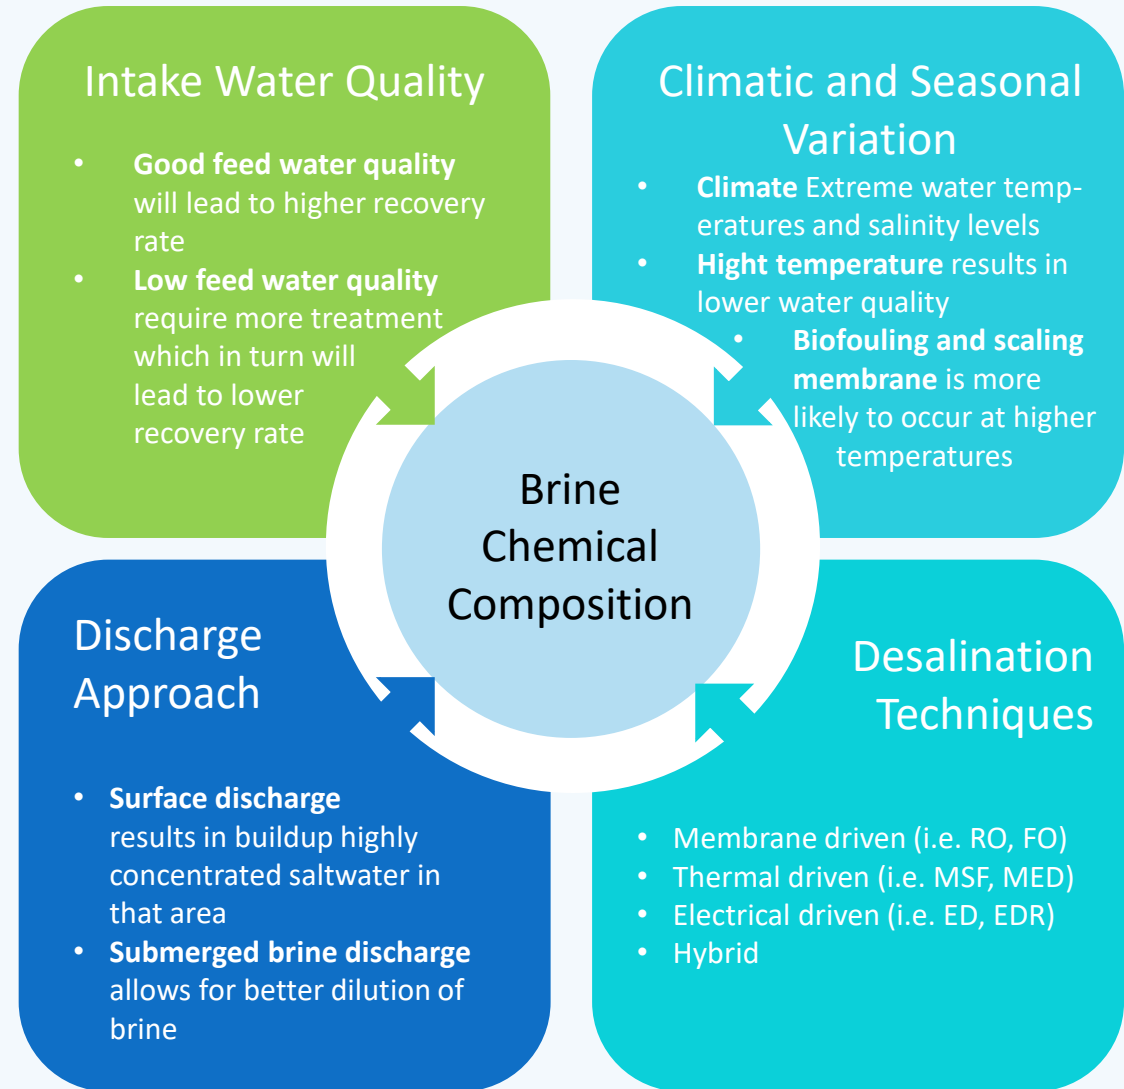 Intake Water Quality
• Good feed water quality
will lead to higher recovery
rate
• Low feed water quality
require more treatment
which in turn will
lead to lower
recovery rate
Climatic and Seasonal
Variation
• Climate Extreme water temp-
eratures and salinity levels
• Hight temperature results in
lower water quality
• Biofouling and scaling
membrane is more
likely to occur at higher
temperatures
Brine
Chemical
Composition
Discharge
Approach
• Surface discharge
results in buildup highly
concentrated saltwater in
that area
• Submerged brine discharge
allows for better dilution of
brine
Desalination
Techniques
• Membrane driven (i.e. RO, FO)
• Thermal driven (i.e. MSF, MED)
• Electrical driven (i.e. ED, EDR)
• Hybrid